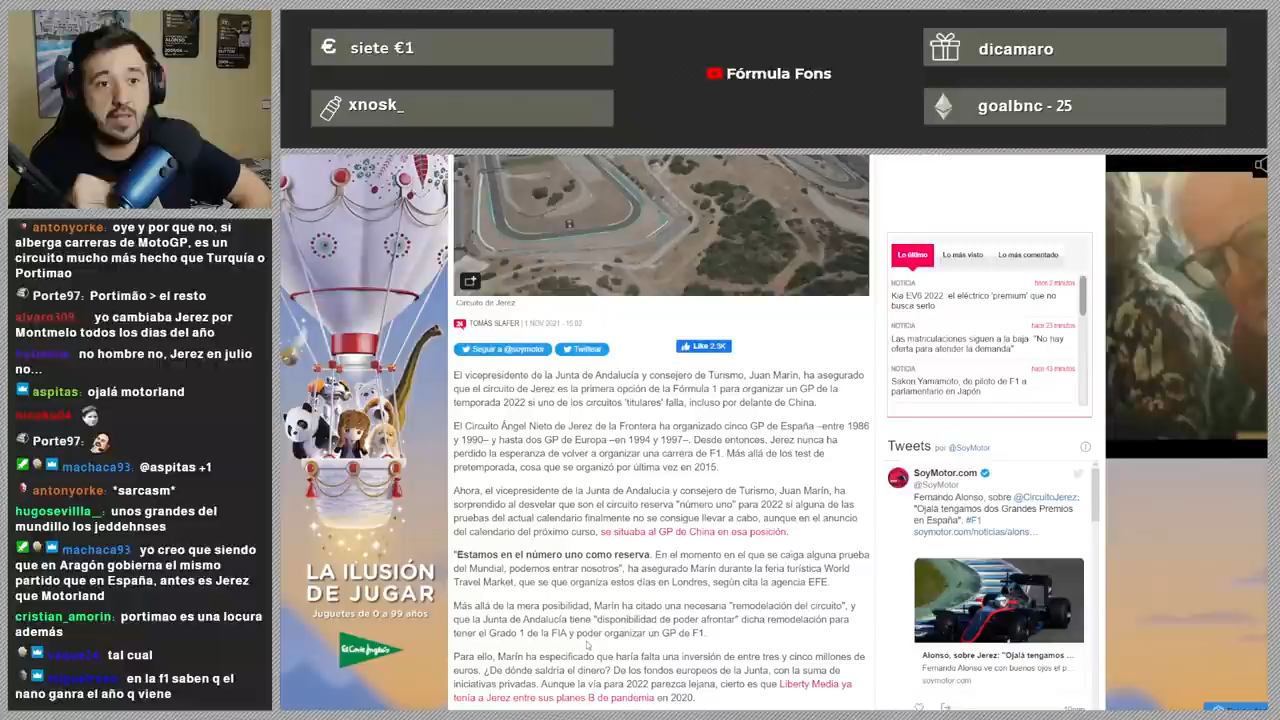 € siete €1
xnosk_
Fórmula Fons
dicamaro
goalbnc - 25
antonyorke: oye y por qué no, si
alberga carreras de MotoGP, es un
circuito mucho más hecho que Turquía o
Portimao
Porte97: Portimão > el resto
alvaro309: yo cambiaba Jerez por
Montmelo todos los días del año
no hombre no, Jerez en julio
no...
aspitas: ojalá motorland
Porte97:
machaca93: @aspitas +1
antonyorke: *sarcasm*
hugosevillla_: unos grandes del
mundillo los jeddehnses
machaca93: yo creo que siendo
que en Aragón gobierna el mismo
partido que en España, antes es Jerez
que Motorland
cristian_amorin: portimao es una locura
además
tal cual
en la f1 saben q el
nano ganra el año q viene
LA ILUSIÓN
DE JUGAR
Juguetes de 0 a 99 años
El Corte Inglés
Circuito de Jerez
TOMÁS SLAFER | 1 NOV 2021 - 15:02
Seguir a @soymotor
Twittear
Like 2.5K
El vicepresidente de la Junta de Andalucía y consejero de Turismo, Juan Marín, ha asegurado
que el circuito de Jerez es la primera opción de la Fórmula 1 para organizar un GP de la
temporada 2022 si uno de los circuitos 'titulares' falla, incluso por delante de China.
El Circuito Ángel Nieto de Jerez de la Frontera ha organizado cinco GP de España –entre 1986
y 1990– y hasta dos GP de Europa –en 1994 y 1997–. Desde entonces, Jerez nunca ha
perdido la esperanza de volver a organizar una carrera de F1. Más allá de los test de
pretemporada, cosa que se organizó por última vez en 2015.
Ahora, el vicepresidente de la Junta de Andalucía y consejero de Turismo, Juan Marín, ha
sorprendido al desvelar que son el circuito reserva "número uno" para 2022 si alguna de las
pruebas del actual calendario finalmente no se consigue llevar a cabo, aunque en el anuncio
del calendario del próximo curso, se situaba al GP de China en esa posición.
"Estamos en el número uno como reserva. En el momento en el que se caiga alguna prueba
del Mundial, podemos entrar nosotros", ha asegurado Marín durante la feria turística World
Travel Market, que se que organiza estos días en Londres, según cita la agencia EFE.
Más allá de la mera posibilidad, Marín ha citado una necesaria "remodelación del circuito", y
que la Junta de Andalucía tiene "disponibilidad de poder afrontar" dicha remodelación para
tener el Grado 1 de la FIA y poder organizar un GP de F1.
Para ello, Marín ha especificado que haría falta una inversión de entre tres y cinco millones de
euros. ¿De dónde saldría el dinero? De los fondos europeos de la Junta, con la suma de
iniciativas privadas. Aunque la vía para 2022 parezca lejana, cierto es que Liberty Media ya
tenía a Jerez entre sus planes B de pandemia en 2020.
Lo último
Lo más visto
Lo más comentado
NOTICIA
hace 2 minutos
Kia EV6 2022: el eléctrico 'premium' que no
busca serlo
NOTICIA
hace 23 minutos
Las matriculaciones siguen a la baja: "No hay
oferta para atender la demanda"
NOTICIA
hace 43 minutos
Sakon Yamamoto, de piloto de F1 a
parlamentario en Japón
Tweets por @SoyMotor
SoyMotor.com
@SoyMotor
Fernando Alonso, sobre @CircuitoJerez:
"Ojalá tengamos dos Grandes Premios
en España". #F1
soymotor.com/noticias/alons…
Alonso, sobre Jerez: "Ojalá tengamos ...
Fernando Alonso ve con buenos ojos el p...
soymotor.com